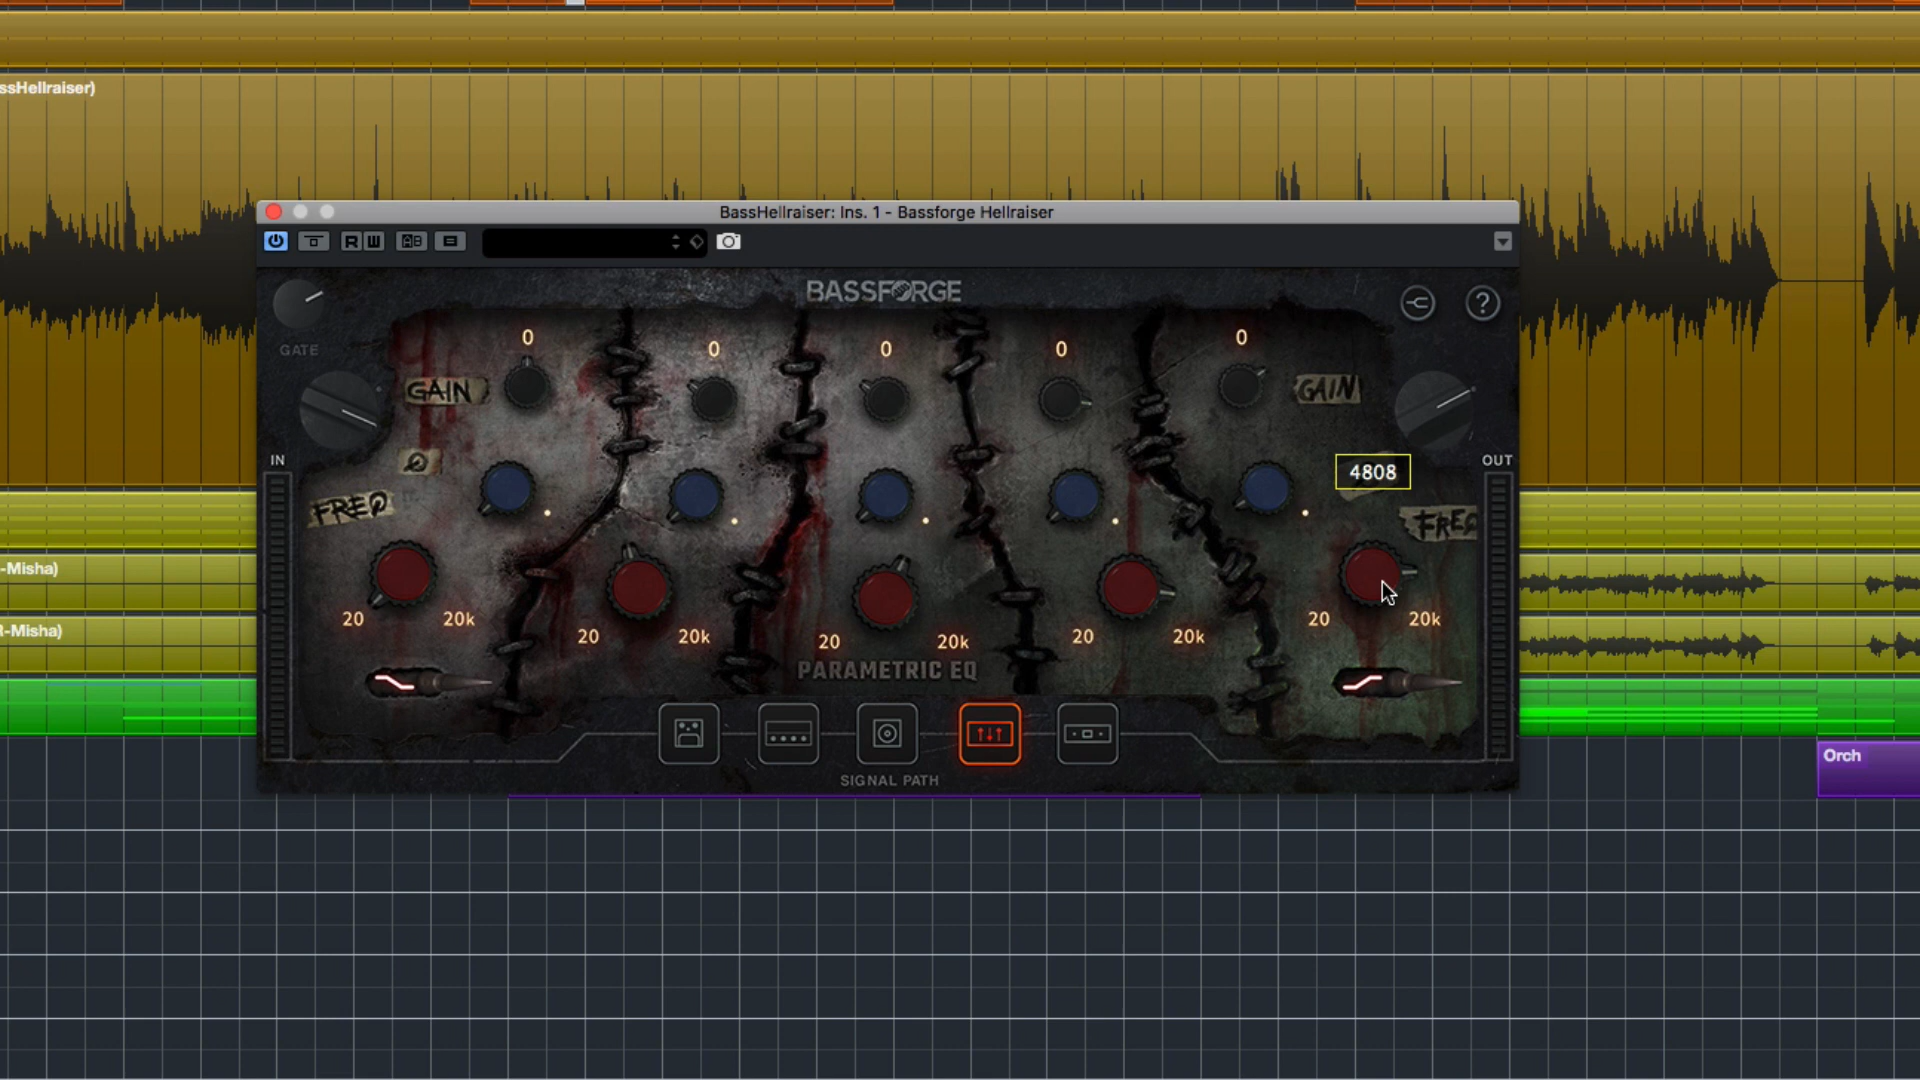 ssHellraiser)
BassHellraiser: Ins. 1 - Bassforge Hellraiser
R W
BASSFORGE
?
GATE
0 0 0 0 0
GAIN GAIN
IN OUT
4808
Q
FREQ FREQ
20 20k 20 20k 20 20k 20 20k 20 20k
PARAMETRIC EQ
SIGNAL PATH
-Misha)
R-Misha)
Orch